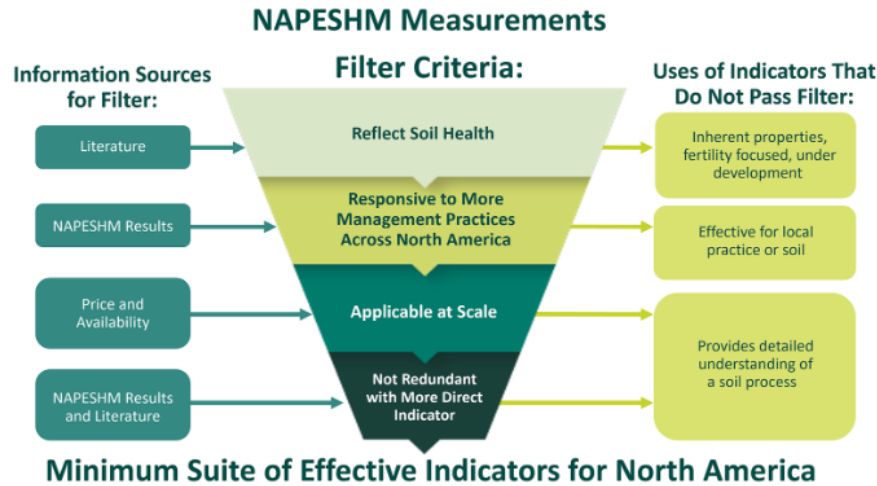 NAPESHM Measurements
Information Sources
for Filter:
Filter Criteria:
Uses of Indicators That
Do Not Pass Filter:
Literature
Reflect Soil Health
Inherent properties,
fertility focused, under
development
NAPESHM Results
Responsive to More
Management Practices
Across North America
Effective for local
practice or soil
Price and
Availability
Applicable at Scale
Provides detailed
understanding of
a soil process
NAPESHM Results
and Literature
Not Redundant
with More Direct
Indicator
Minimum Suite of Effective Indicators for North America